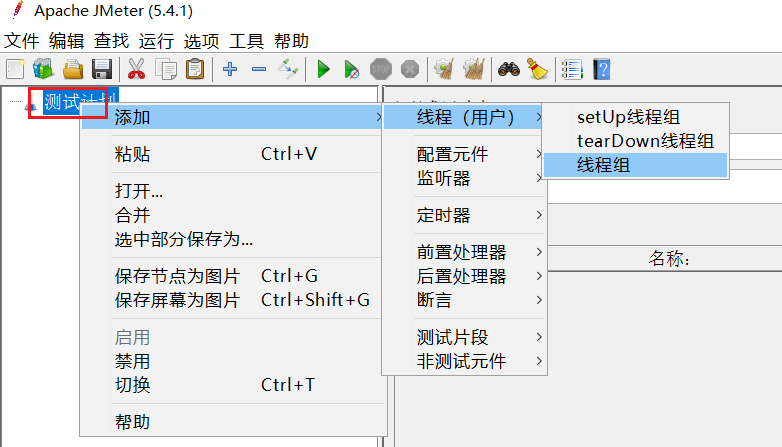 Apache JMeter (5.4.1)
文件 编辑 查找 运行 选项 工具 帮助
STOP
测试计划
添加
粘贴 Ctrl+V
打开...
合并
选中部分保存为...
保存节点为图片 Ctrl+G
保存屏幕为图片 Ctrl+Shift+G
启用
禁用
切换 Ctrl+T
帮助
线程（用户）
配置元件
监听器
定时器
前置处理器
后置处理器
断言
测试片段
非测试元件
setUp线程组
tearDown线程组
线程组
名称: